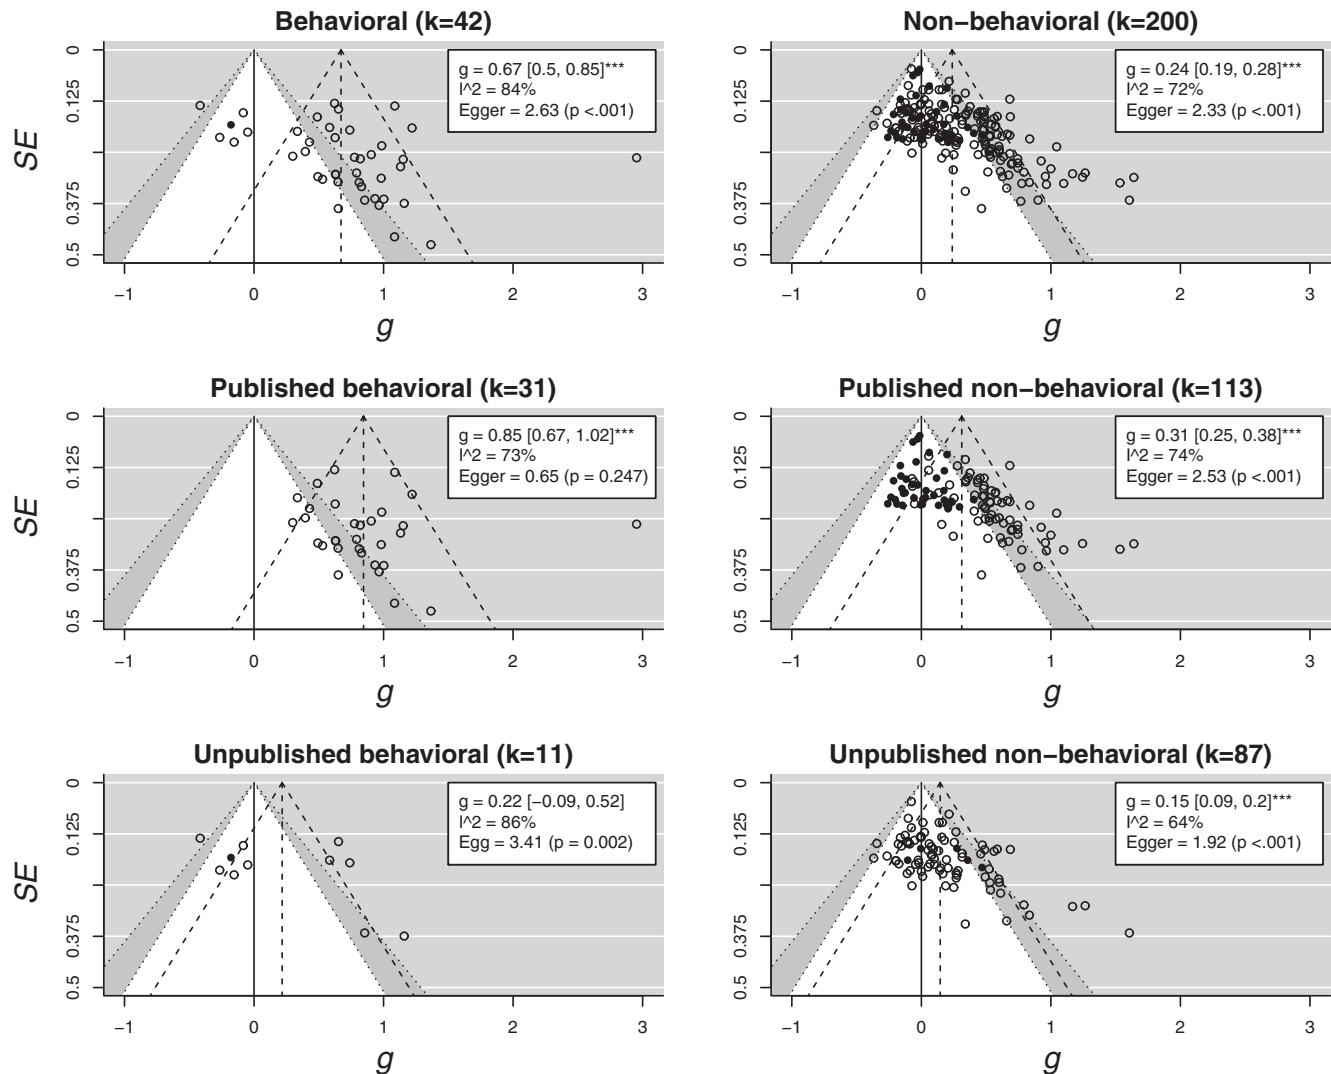 Behavioral (k=42)
g = 0.67 [0.5, 0.85]***
I^2 = 84%
Egger = 2.63 (p <.001)
SE
0
0.125
0.375
0.5
−1
0
1
2
3
g
Non−behavioral (k=200)
g = 0.24 [0.19, 0.28]***
I^2 = 72%
Egger = 2.33 (p <.001)
0
0.125
0.375
0.5
−1
0
1
2
3
g
Published behavioral (k=31)
g = 0.85 [0.67, 1.02]***
I^2 = 73%
Egger = 0.65 (p = 0.247)
SE
0
0.125
0.375
0.5
−1
0
1
2
3
g
Published non−behavioral (k=113)
g = 0.31 [0.25, 0.38]***
I^2 = 74%
Egger = 2.53 (p <.001)
0
0.125
0.375
0.5
−1
0
1
2
3
g
Unpublished behavioral (k=11)
g = 0.22 [−0.09, 0.52]
I^2 = 86%
Egg = 3.41 (p = 0.002)
SE
0
0.125
0.375
0.5
−1
0
1
2
3
g
Unpublished non−behavioral (k=87)
g = 0.15 [0.09, 0.2]***
I^2 = 64%
Egger = 1.92 (p <.001)
0
0.125
0.375
0.5
−1
0
1
2
3
g